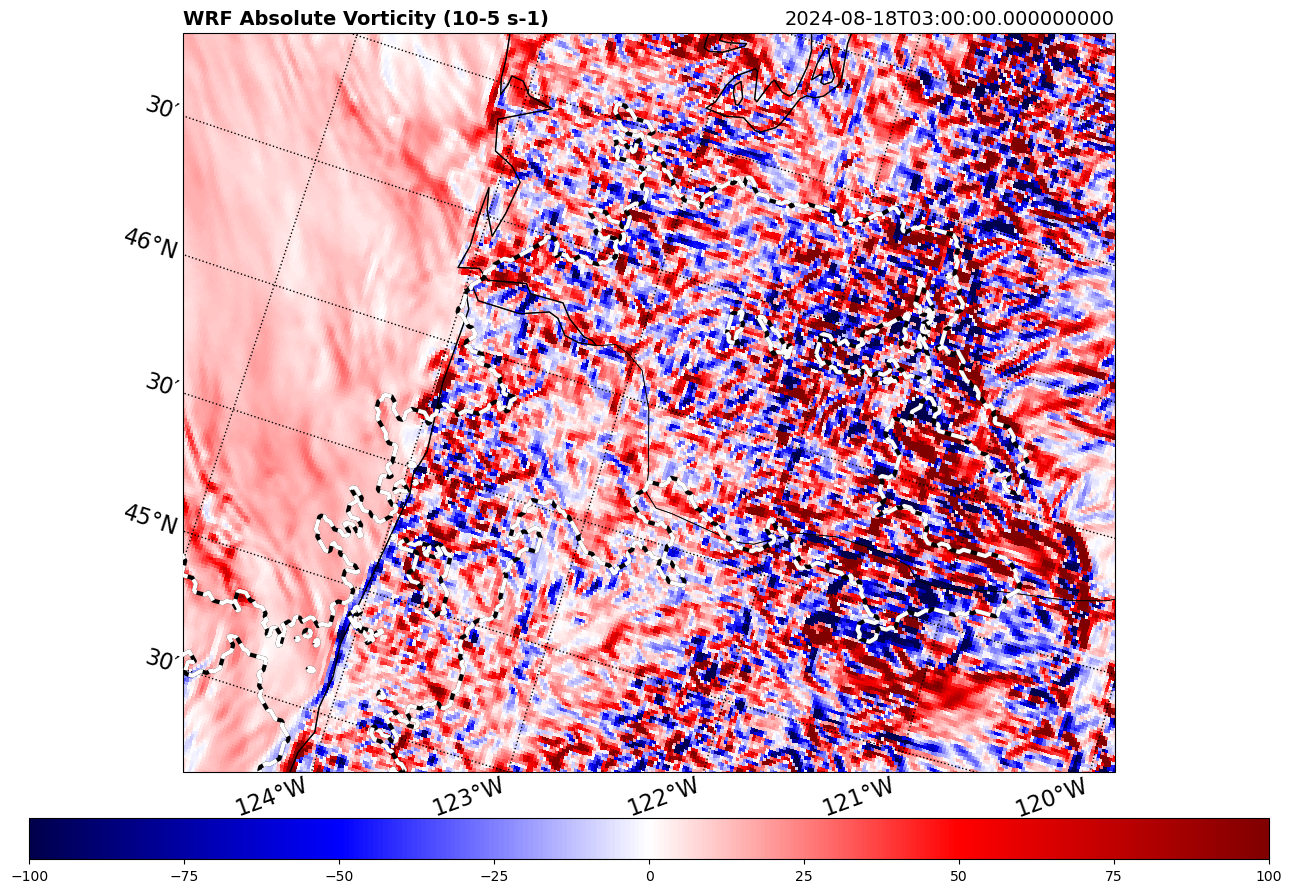 WRF Absolute Vorticity (10-5 s-1)
2024-08-18T03:00:00.000000000
30′
46°N
30′
45°N
30′
124°W
123°W
122°W
121°W
120°W
−100
−75
−50
−25
0
25
50
75
100